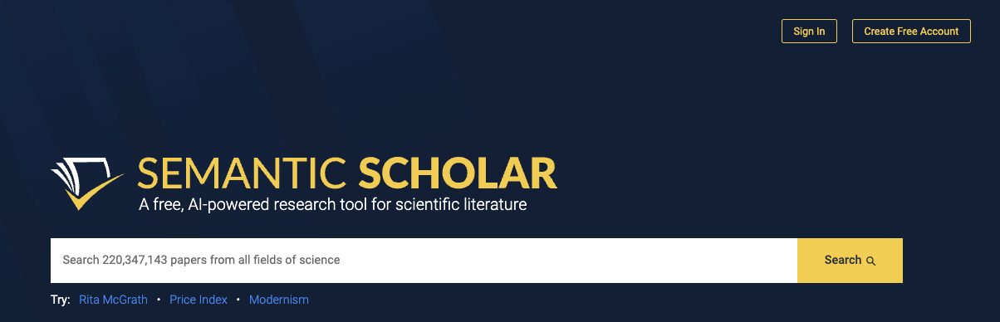 Sign In Create Free Account
SEMANTIC SCHOLAR
A free, AI-powered research tool for scientific literature
Search 220,347,143 papers from all fields of science Search
Try: Rita McGrath • Price Index • Modernism